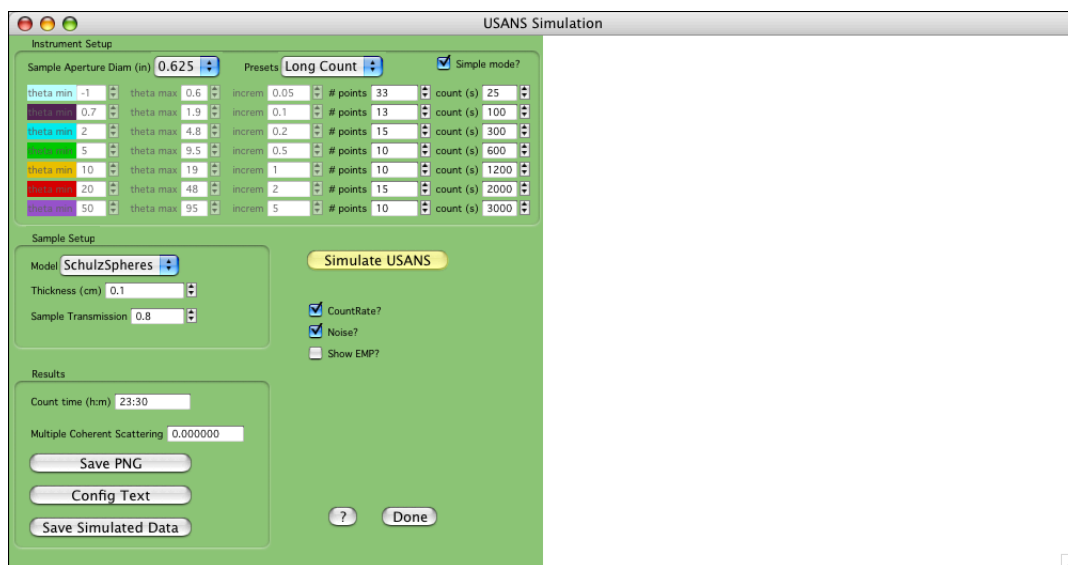 USANS Simulation
Instrument Setup
Sample Aperture Diam (in) 0.625 Presets Long Count Simple mode?
theta min -1 theta max 0.6 increm 0.05 # points 33 count (s) 25
theta min 0.7 theta max 1.9 increm 0.1 # points 13 count (s) 100
theta min 2 theta max 4.8 increm 0.2 # points 15 count (s) 300
theta min 5 theta max 9.5 increm 0.5 # points 10 count (s) 600
theta min 10 theta max 19 increm 1 # points 10 count (s) 1200
theta min 20 theta max 48 increm 2 # points 15 count (s) 2000
theta min 50 theta max 95 increm 5 # points 10 count (s) 3000
Sample Setup
Model SchulzSpheres
Simulate USANS
Thickness (cm) 0.1
Sample Transmission 0.8
CountRate?
Noise?
Show EMP?
Results
Count time (h:m) 23:30
Multiple Coherent Scattering 0.000000
Save PNG
Config Text
Save Simulated Data
? Done